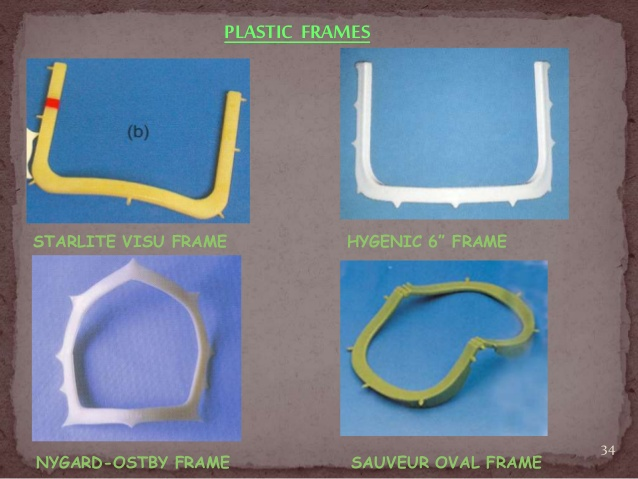 PLASTIC FRAMES
(b)
STARLITE VISU FRAME
HYGENIC 6” FRAME
NYGARD-OSTBY FRAME
SAUVEUR OVAL FRAME
34